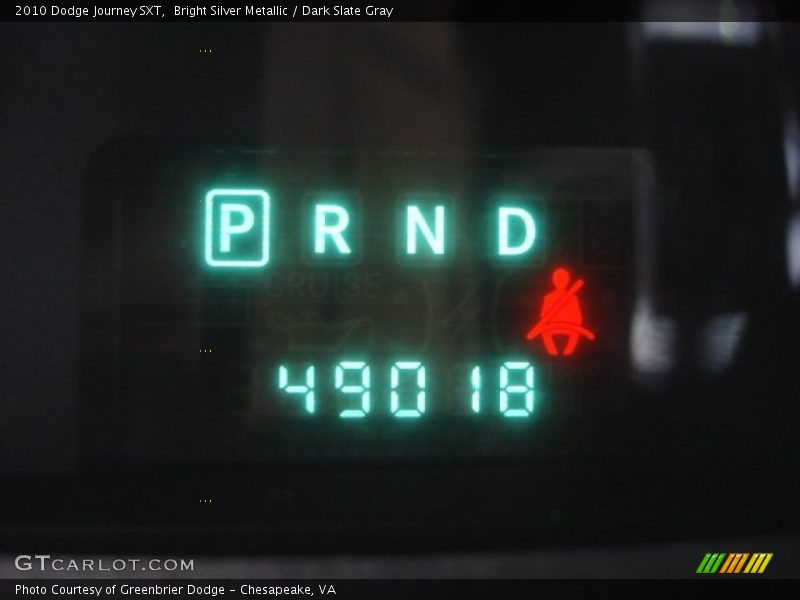 2010 Dodge Journey SXT,  Bright Silver Metallic / Dark Slate Gray
...
P R N D
CRUISE
...
49018
...
GTCARLOT.COM
Photo Courtesy of Greenbrier Dodge - Chesapeake, VA